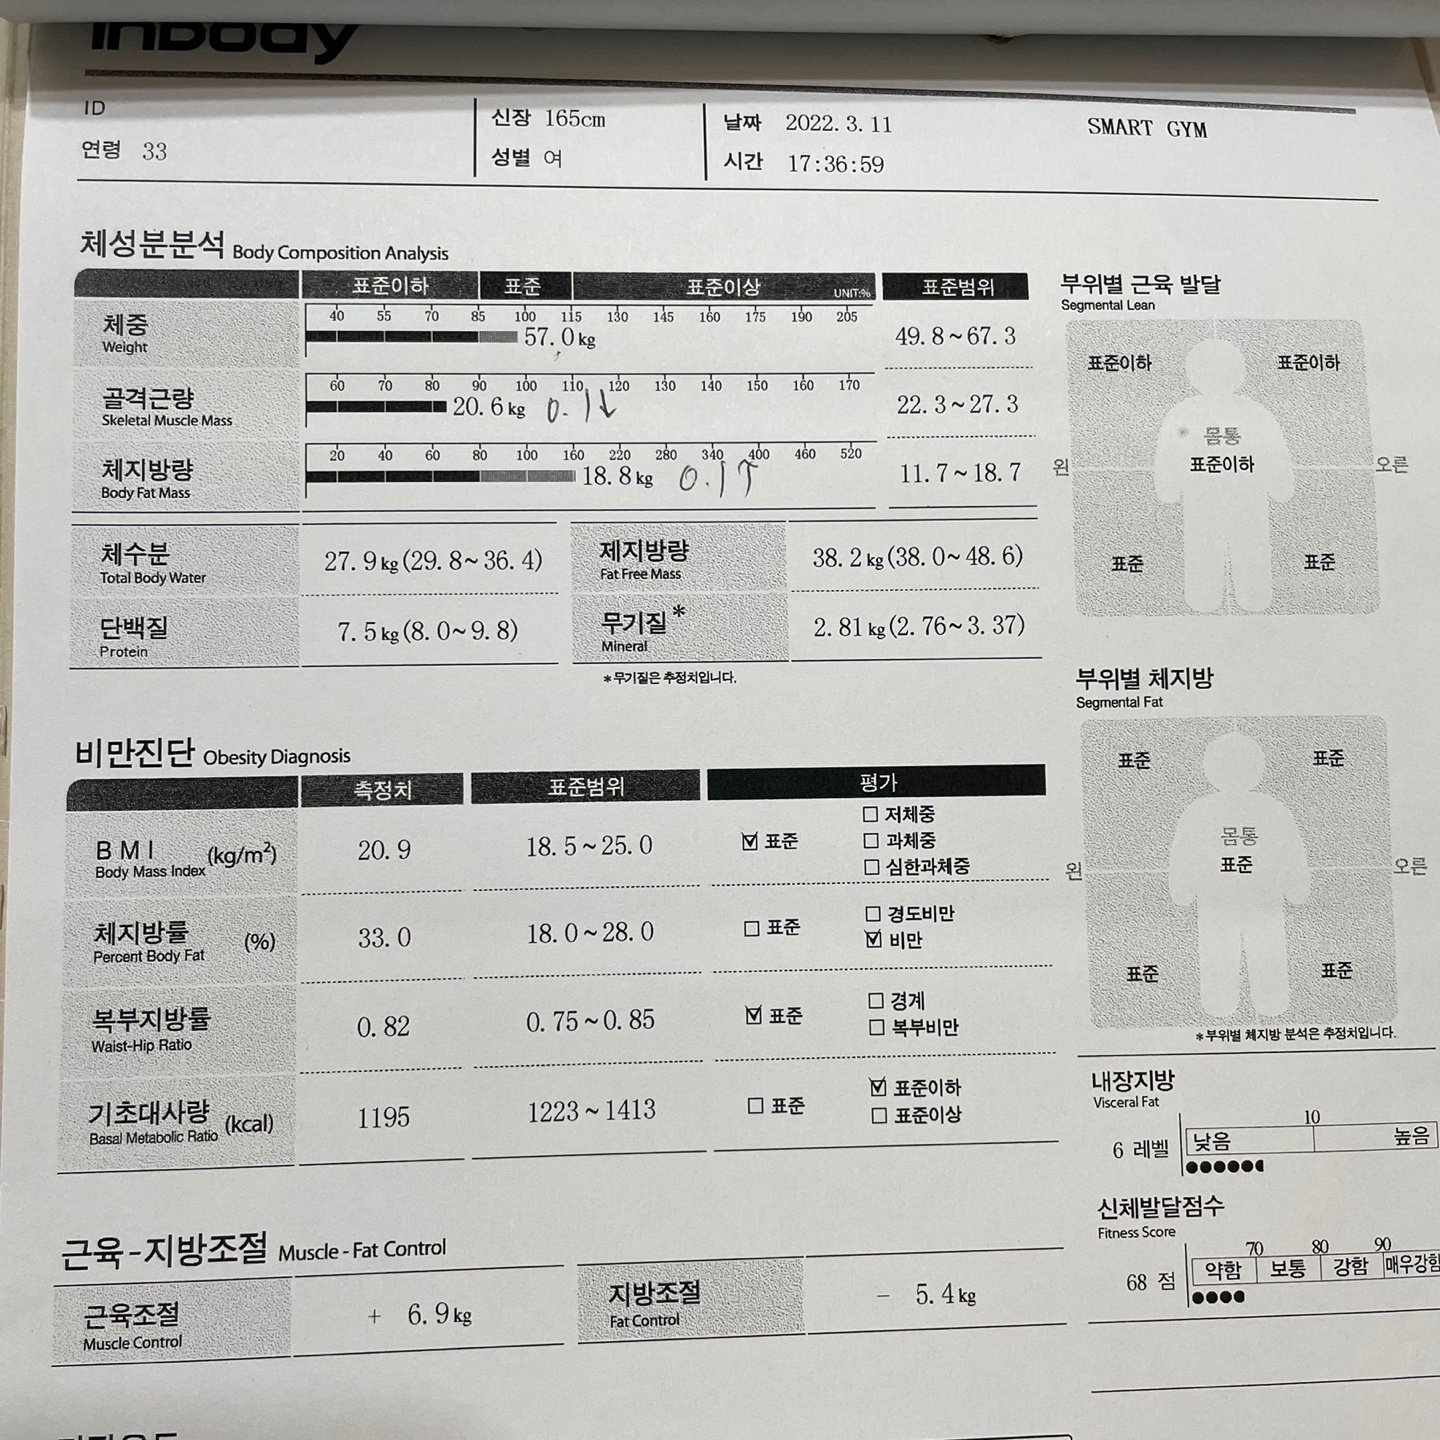 InBody
ID
연령 33
신장 165cm
성별 여
날짜 2022. 3. 11
시간 17:36:59
SMART GYM
체성분분석 Body Composition Analysis
표준이하 표준 표준이상 UNIT:% 표준범위
체중 Weight
40 55 70 85 100 115 130 145 160 175 190 205
57.0 kg
49.8~67.3
골격근량 Skeletal Muscle Mass
60 70 80 90 100 110 120 130 140 150 160 170
20.6 kg 0.1↓
22.3~27.3
체지방량 Body Fat Mass
20 40 60 80 100 160 220 280 340 400 460 520
18.8 kg 0.1↑
11.7~18.7
체수분 Total Body Water
27.9 kg (29.8~36.4)
제지방량 Fat Free Mass
38.2 kg (38.0~48.6)
단백질 Protein
7.5 kg (8.0~9.8)
무기질* Mineral
2.81 kg (2.76~3.37)
*무기질은 추정치입니다.
부위별 근육 발달
Segmental Lean
표준이하 표준이하
몸통
왼 표준이하 오른
표준 표준
비만진단 Obesity Diagnosis
측정치 표준범위 평가
BMI (kg/m²)
Body Mass Index
20.9 18.5~25.0
☑ 표준 □ 저체중
□ 과체중
□ 심한과체중
체지방률 (%)
Percent Body Fat
33.0 18.0~28.0
□ 표준 □ 경도비만
☑ 비만
복부지방률
Waist-Hip Ratio
0.82 0.75~0.85
☑ 표준 □ 경계
□ 복부비만
기초대사량 (kcal)
Basal Metabolic Ratio
1195 1223~1413
□ 표준 ☑ 표준이하
□ 표준이상
부위별 체지방
Segmental Fat
표준 표준
몸통
왼 표준 오른
표준 표준
*부위별 체지방 분석은 추정치입니다.
내장지방
Visceral Fat
10
6 레벨 낮음 높음
신체발달점수
Fitness Score
70 80 90
68 점 약함 보통 강함 매우강함
근육-지방조절 Muscle-Fat Control
근육조절 Muscle Control
+ 6.9 kg
지방조절 Fat Control
- 5.4 kg